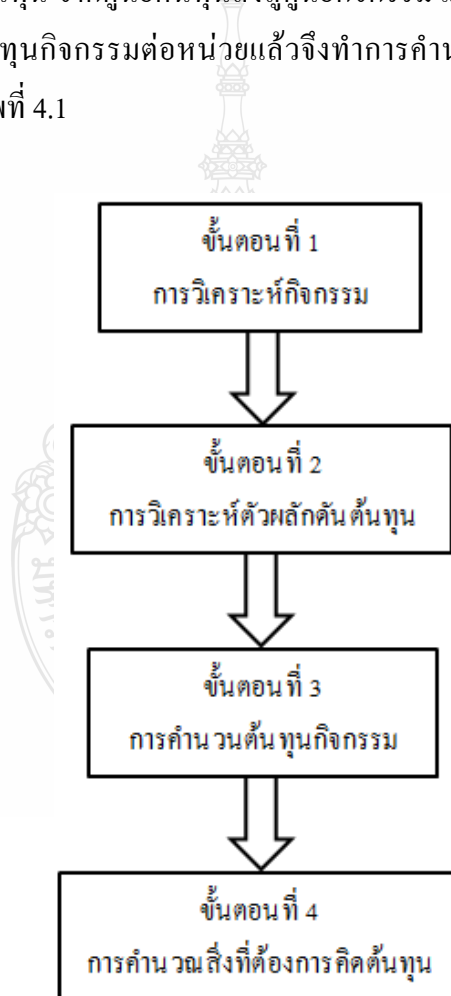 ทุนกิจกรรมต่อหน่วยแล้วจึงทำการคำน
พที่ 4.1
ขั้นตอนที่ 1
การวิเคราะห์กิจกรรม
ขั้นตอนที่ 2
การวิเคราะห์ตัวผลักดันต้นทุน
ขั้นตอนที่ 3
การคำนวนต้นทุนกิจกรรม
ขั้นตอนที่ 4
การคำนวณสิ่งที่ต้องการคิดต้นทุน